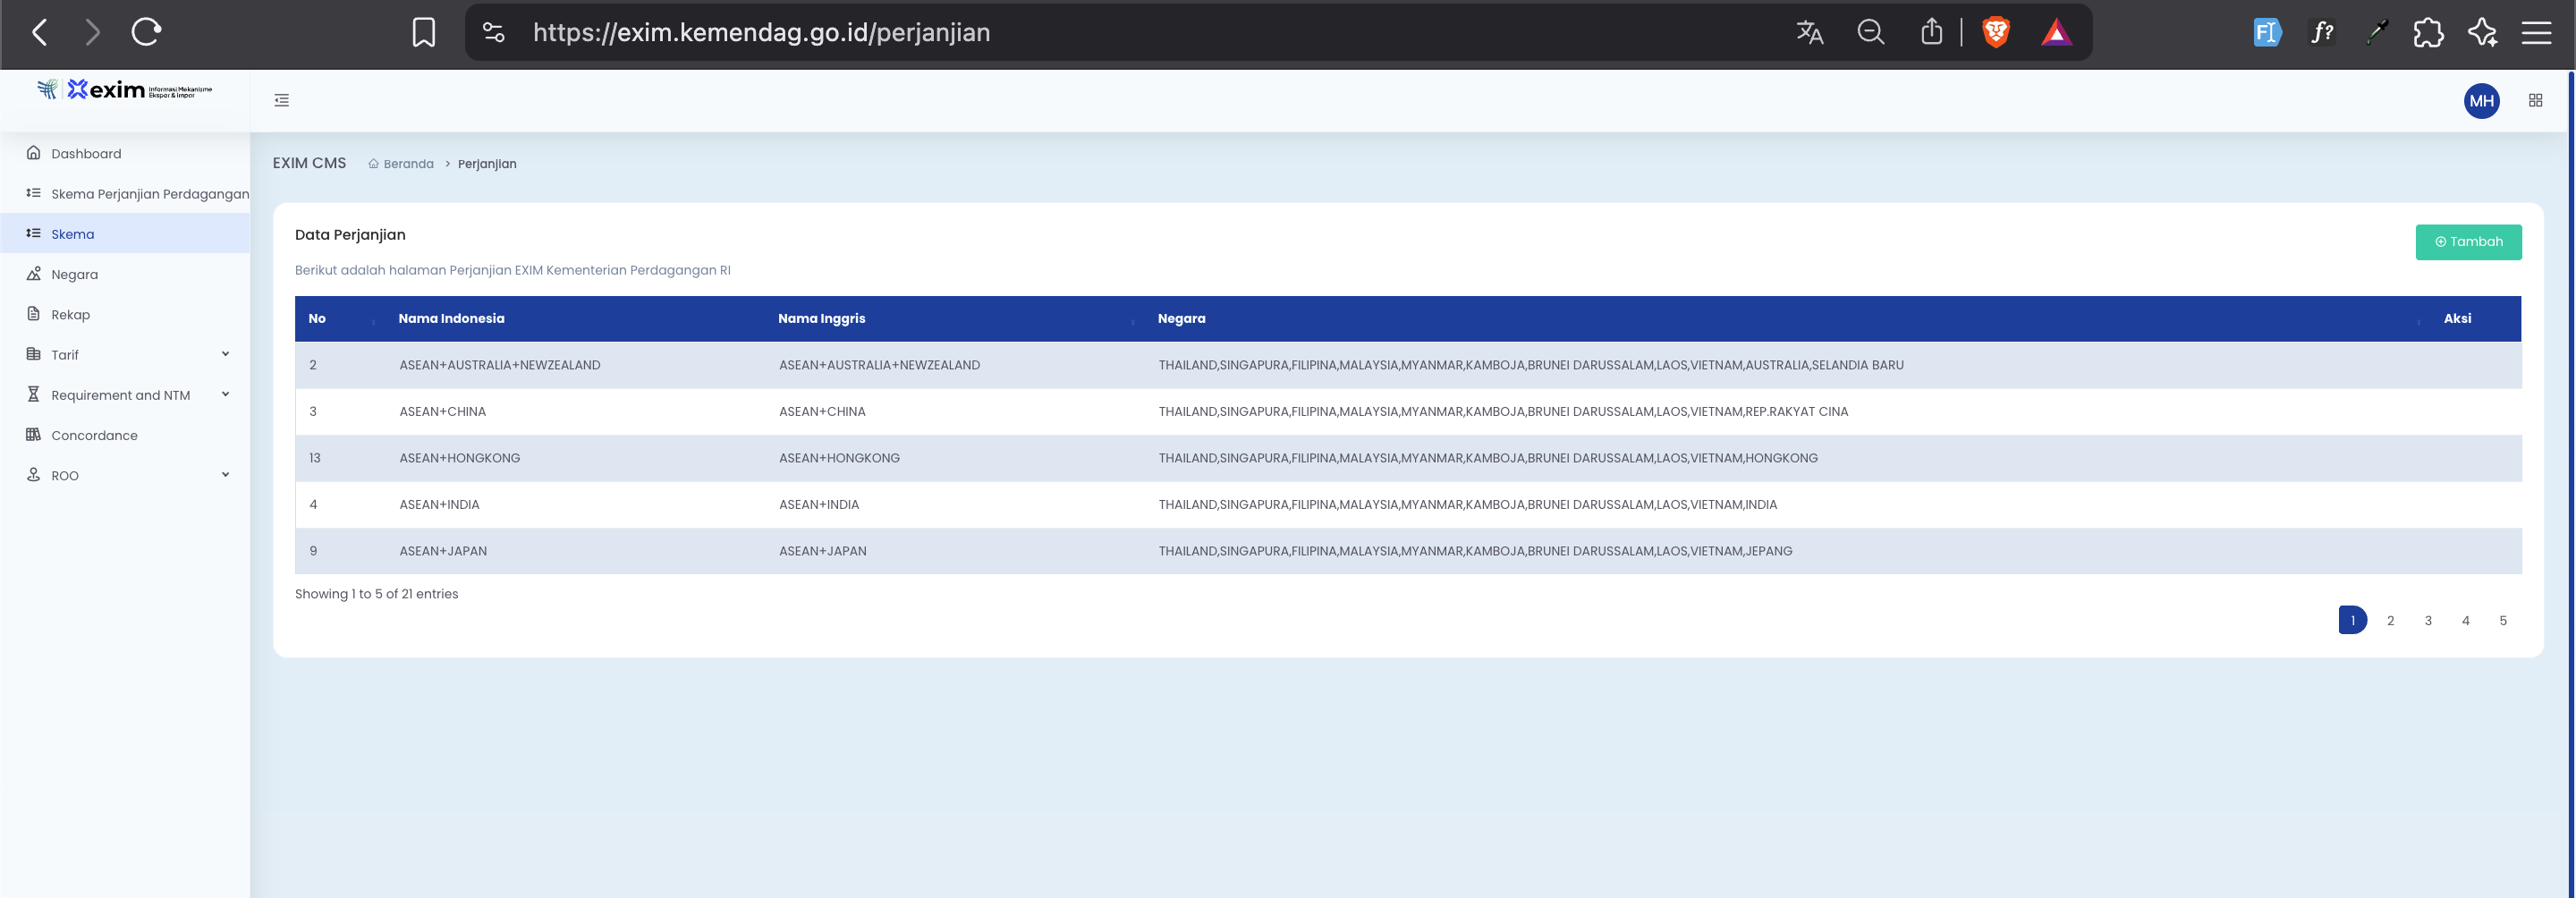 https://exim.kemendag.go.id/perjanjian
exim Informasi Mekanisme Ekspor & Impor
MH
Dashboard
Skema Perjanjian Perdagangan
Skema
Negara
Rekap
Tarif
Requirement and NTM
Concordance
ROO
EXIM CMS Beranda > Perjanjian
Data Perjanjian
Tambah
Berikut adalah halaman Perjanjian EXIM Kementerian Perdagangan RI
No Nama Indonesia Nama Inggris Negara Aksi
2 ASEAN+AUSTRALIA+NEWZEALAND ASEAN+AUSTRALIA+NEWZEALAND THAILAND,SINGAPURA,FILIPINA,MALAYSIA,MYANMAR,KAMBOJA,BRUNEI DARUSSALAM,LAOS,VIETNAM,AUSTRALIA,SELANDIA BARU
3 ASEAN+CHINA ASEAN+CHINA THAILAND,SINGAPURA,FILIPINA,MALAYSIA,MYANMAR,KAMBOJA,BRUNEI DARUSSALAM,LAOS,VIETNAM,REP.RAKYAT CINA
13 ASEAN+HONGKONG ASEAN+HONGKONG THAILAND,SINGAPURA,FILIPINA,MALAYSIA,MYANMAR,KAMBOJA,BRUNEI DARUSSALAM,LAOS,VIETNAM,HONGKONG
4 ASEAN+INDIA ASEAN+INDIA THAILAND,SINGAPURA,FILIPINA,MALAYSIA,MYANMAR,KAMBOJA,BRUNEI DARUSSALAM,LAOS,VIETNAM,INDIA
9 ASEAN+JAPAN ASEAN+JAPAN THAILAND,SINGAPURA,FILIPINA,MALAYSIA,MYANMAR,KAMBOJA,BRUNEI DARUSSALAM,LAOS,VIETNAM,JEPANG
Showing 1 to 5 of 21 entries
1 2 3 4 5